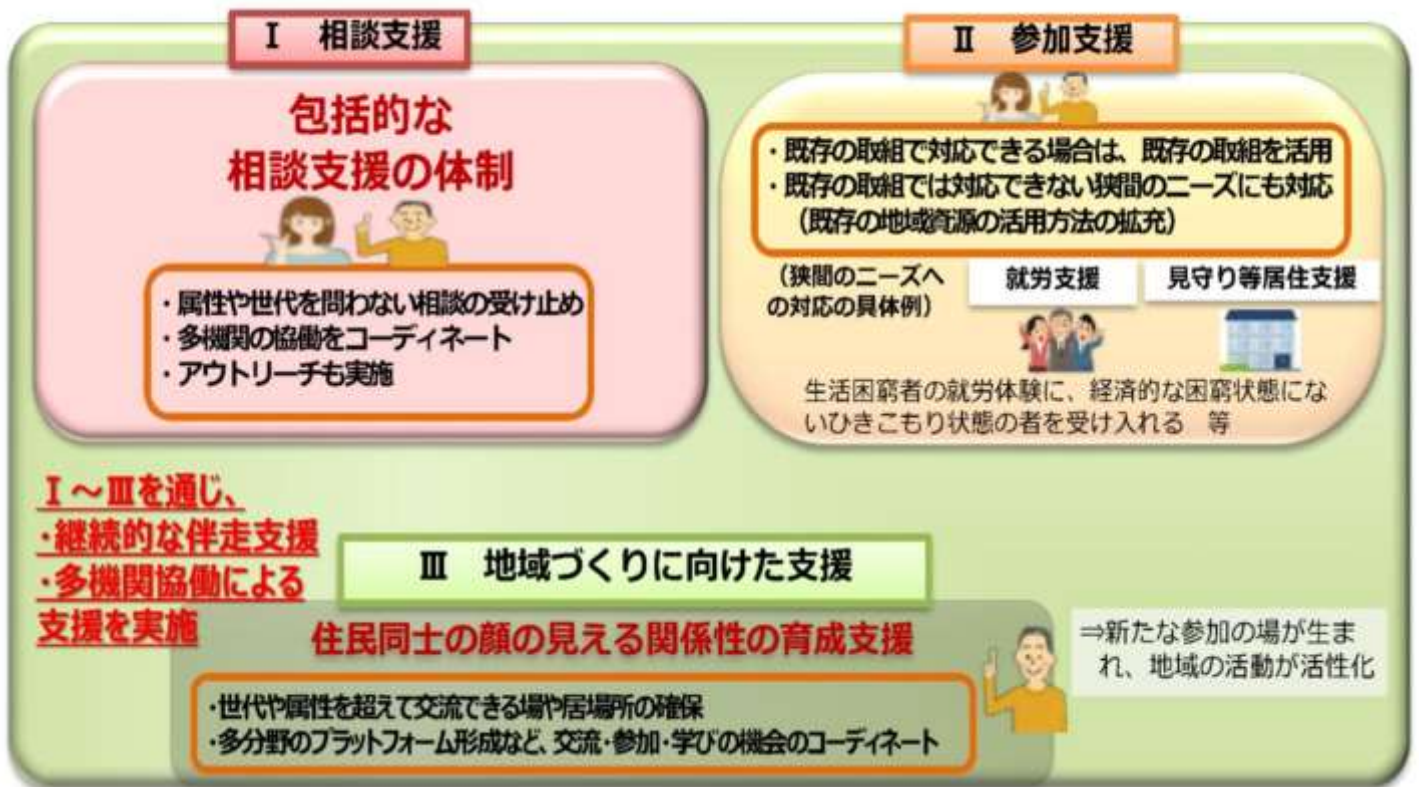 Ⅰ 相談支援
包括的な
相談支援の体制
・属性や世代を問わない相談の受け止め
・多機関の協働をコーディネート
・アウトリーチも実施
Ⅱ 参加支援
・既存の取組で対応できる場合は、既存の取組を活用
・既存の取組では対応できない狭間のニーズにも対応
（既存の地域資源の活用方法の拡充）
（狭間のニーズへ
の対応の具体例）
就労支援
見守り等居住支援
生活困窮者の就労体験に、経済的な困窮状態にな
いひきこもり状態の者を受け入れる 等
Ⅰ～Ⅲを通じ、
・継続的な伴走支援
・多機関協働による
支援を実施
Ⅲ 地域づくりに向けた支援
住民同士の顔の見える関係性の育成支援
・世代や属性を超えて交流できる場や居場所の確保
・多分野のプラットフォーム形成など、交流・参加・学びの機会のコーディネート
⇒新たな参加の場が生ま
れ、地域の活動が活性化